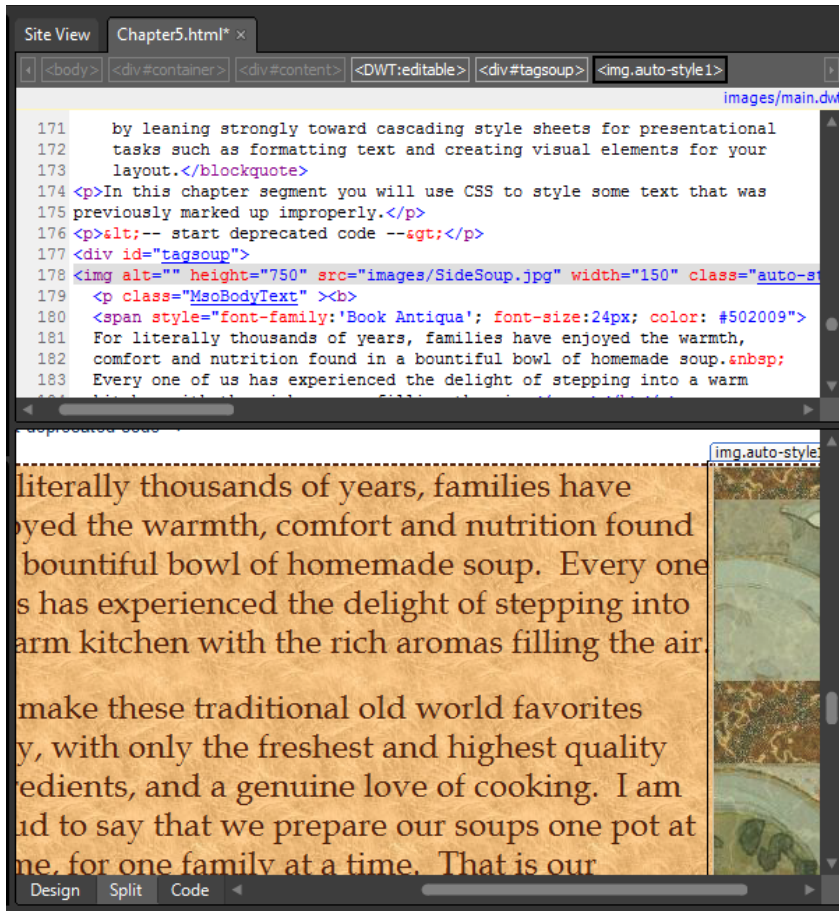 Site View Chapter5.html* ×
<body> <div#container> <div#content> <DWT:editable> <div#tagsoup> <img.auto-style1>
images/main.dwt
171 by leaning strongly toward cascading style sheets for presentational
172 tasks such as formatting text and creating visual elements for your
173 layout.</blockquote>
174 <p>In this chapter segment you will use CSS to style some text that was
175 previously marked up improperly.</p>
176 <p>&lt;-- start deprecated code --&gt;</p>
177 <div id="tagsoup">
178 <img alt="" height="750" src="images/SideSoup.jpg" width="150" class="auto-st
179 <p class="MsoBodyText" ><b>
180 <span style="font-family:'Book Antiqua'; font-size:24px; color: #502009">
181 For literally thousands of years, families have enjoyed the warmth,
182 comfort and nutrition found in a bountiful bowl of homemade soup.&nbsp;
183 Every one of us has experienced the delight of stepping into a warm
img.auto-style1
literally thousands of years, families have
oyed the warmth, comfort and nutrition found
bountiful bowl of homemade soup. Every one
s has experienced the delight of stepping into
arm kitchen with the rich aromas filling the air.
make these traditional old world favorites
y, with only the freshest and highest quality
redients, and a genuine love of cooking. I am
ud to say that we prepare our soups one pot at
me, for one family at a time. That is our
Design Split Code